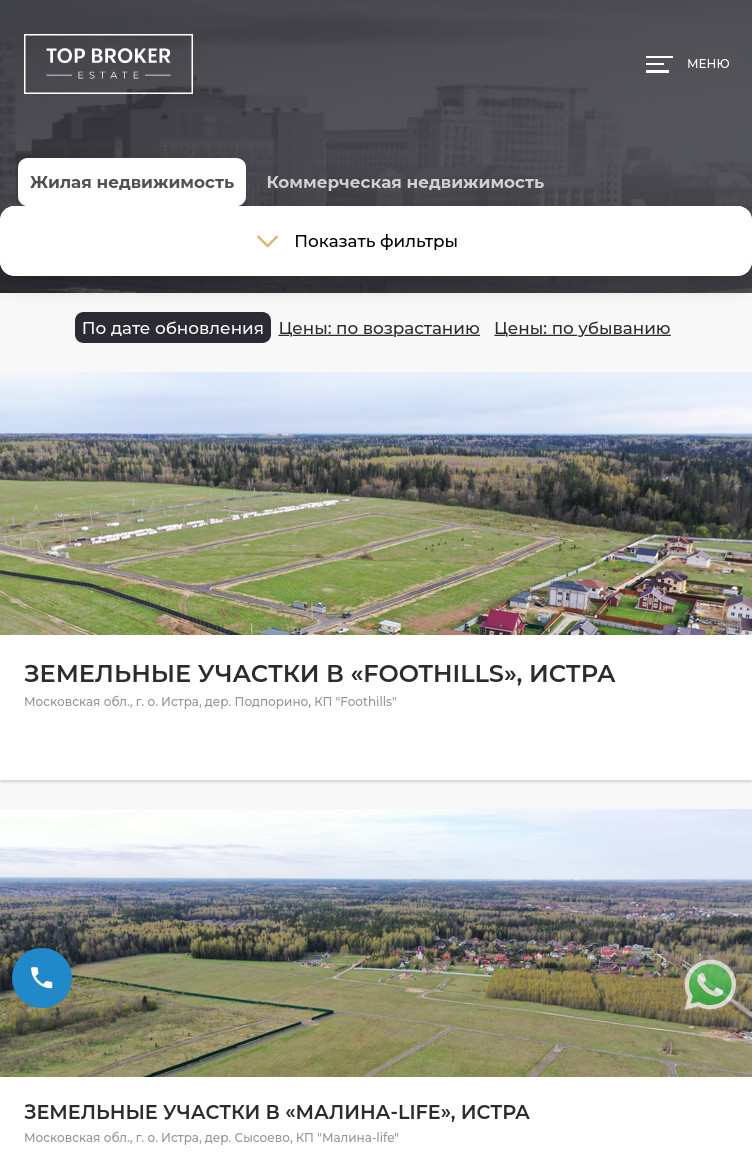 TOP BROKER
ESTATE
МЕНЮ
Жилая недвижимость
Коммерческая недвижимость
Показать фильтры
По дате обновления
Цены: по возрастанию
Цены: по убыванию
ЗЕМЕЛЬНЫЕ УЧАСТКИ В «FOOTHILLS», ИСТРА
Московская обл., г. о. Истра, дер. Подпорино, КП "Foothills"
ЗЕМЕЛЬНЫЕ УЧАСТКИ В «МАЛИНА-LIFE», ИСТРА
Московская обл., г. о. Истра, дер. Сысоево, КП "Малина-life"